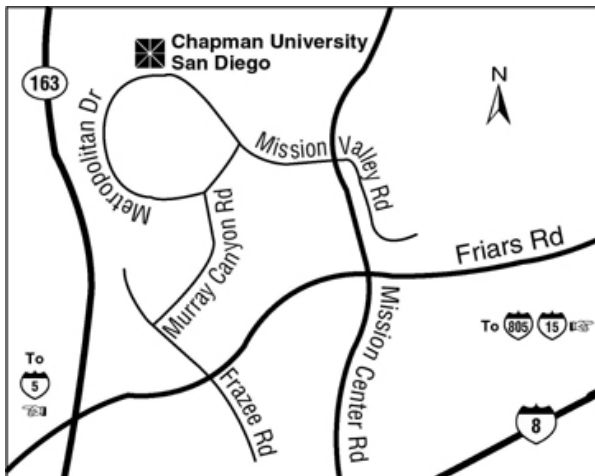 Chapman University
San Diego
163
N
Metropolitan Dr
Mission Valley Rd
Murray Canyon Rd
Friars Rd
To 805 15
To
5
Mission Center Rd
Frazee Rd
8